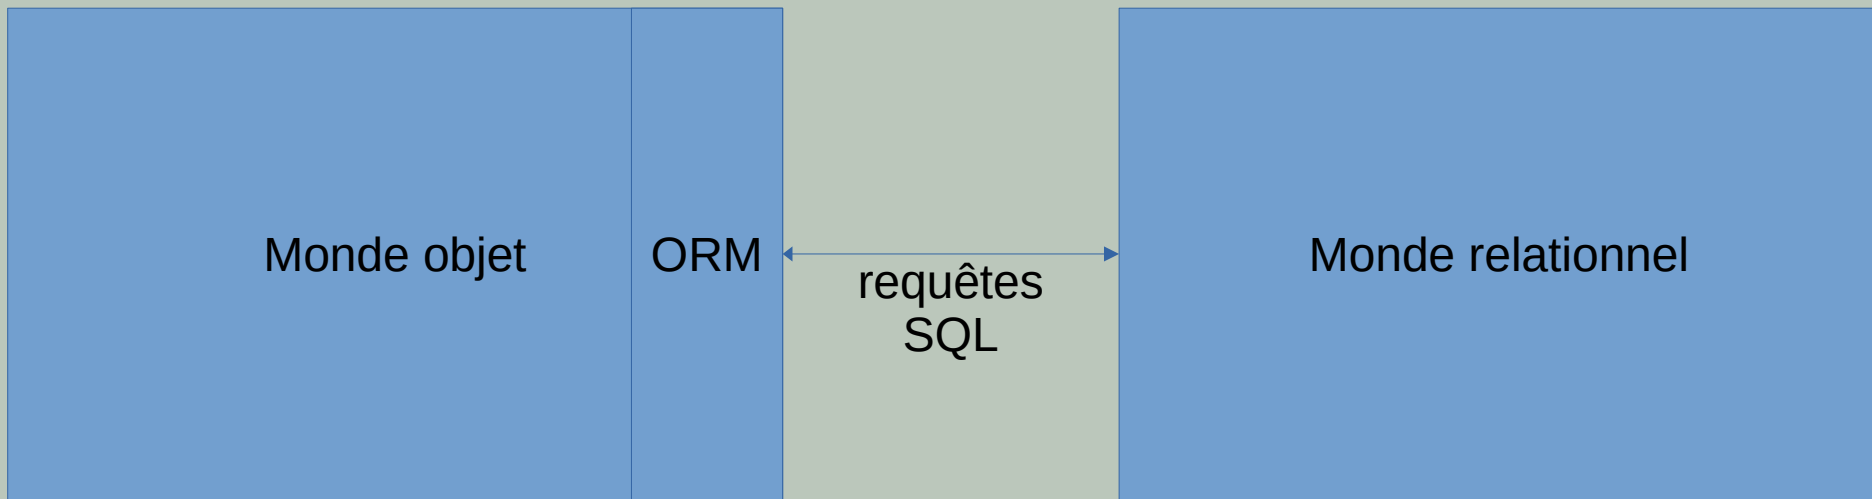 Monde objet
ORM
requêtes
SQL
Monde relationnel